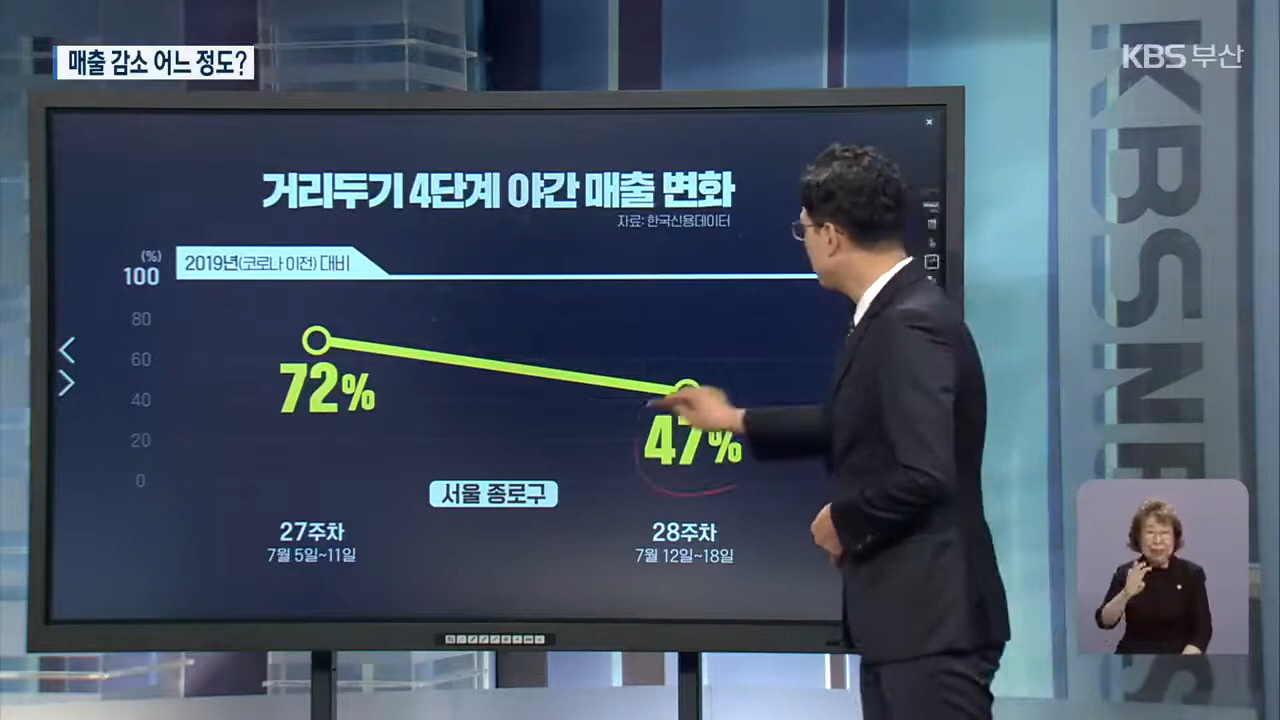 매출 감소 어느 정도?
KBS 부산
거리두기 4단계 야간 매출 변화
자료: 한국신용데이터
(%)
100
2019년(코로나 이전) 대비
80
60
40
20
0
72%
47%
서울 종로구
27주차
7월 5일~11일
28주차
7월 12일~18일
KBS NEWS